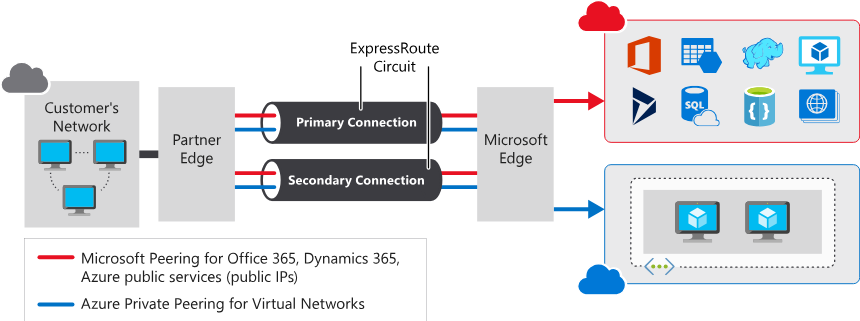 ExpressRoute
Circuit
Customer's
Network
Partner
Edge
Primary Connection
Secondary Connection
Microsoft
Edge
SQL
{ }
Microsoft Peering for Office 365, Dynamics 365,
Azure public services (public IPs)
Azure Private Peering for Virtual Networks